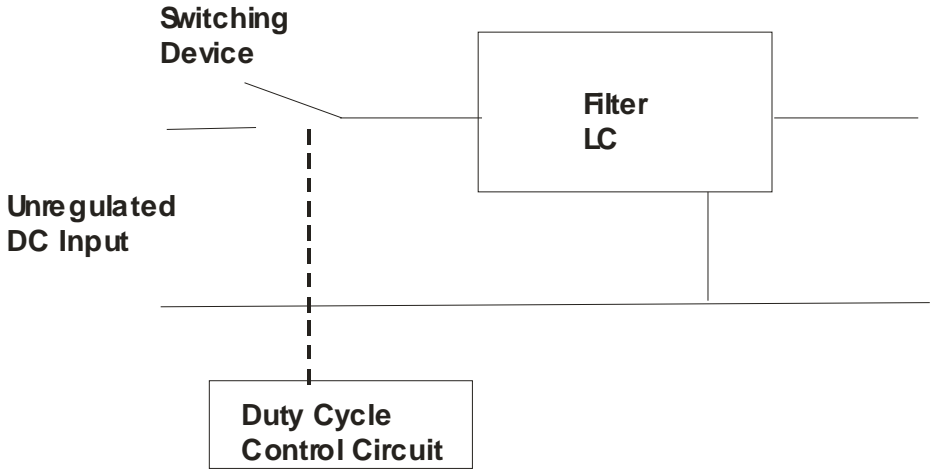 Switching
Device
Filter
LC
Unregulated
DC Input
Duty Cycle
Control Circuit